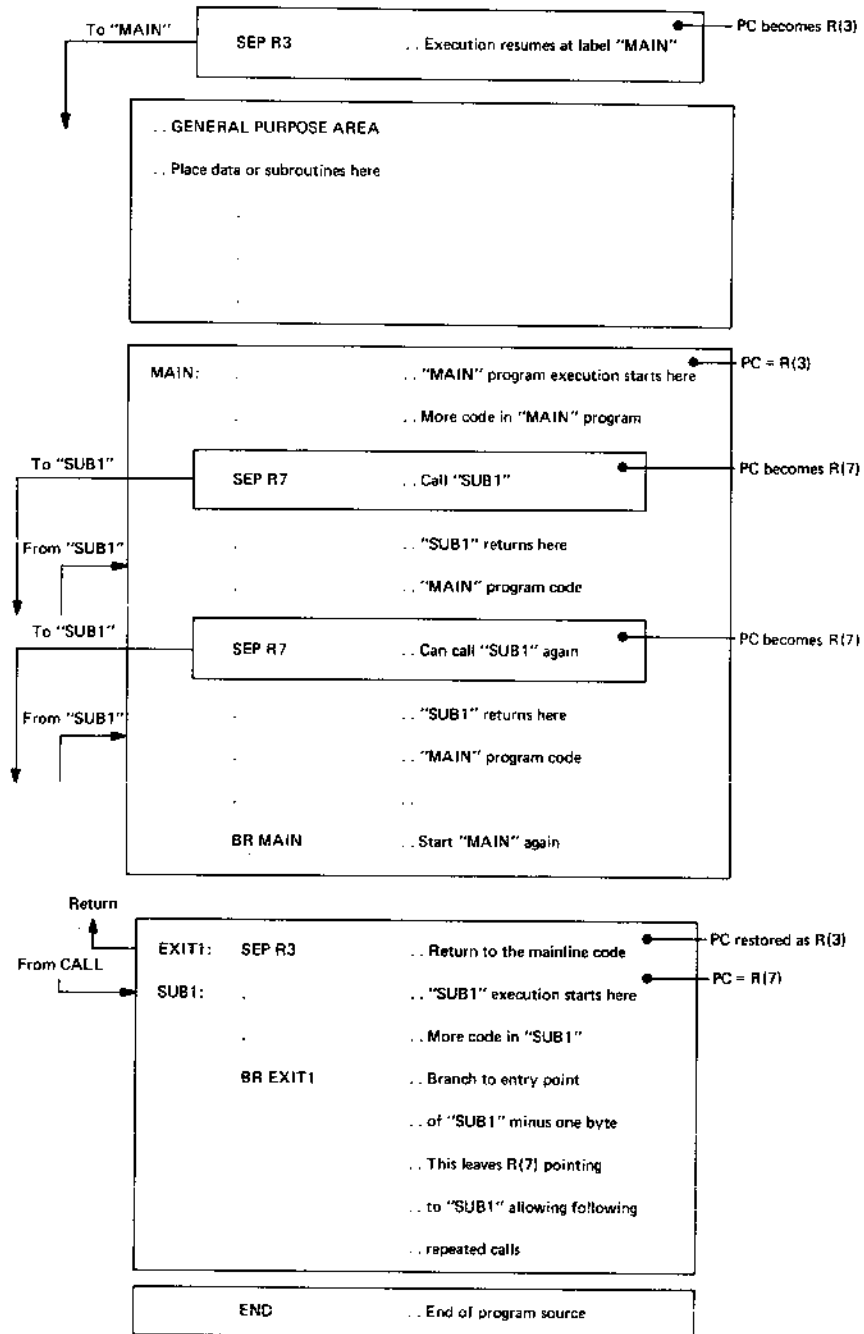 To "MAIN"
SEP R3 .. Execution resumes at label "MAIN"
PC becomes R(3)
.. GENERAL PURPOSE AREA
.. Place data or subroutines here
.
.
.
MAIN: . .. "MAIN" program execution starts here
PC = R(3)
. .. More code in "MAIN" program
To "SUB1"
SEP R7 .. Call "SUB1"
PC becomes R(7)
. .. "SUB1" returns here
From "SUB1"
. .. "MAIN" program code
To "SUB1"
SEP R7 .. Can call "SUB1" again
PC becomes R(7)
. .. "SUB1" returns here
From "SUB1"
. .. "MAIN" program code
. ..
BR MAIN .. Start "MAIN" again
Return
EXIT1: SEP R3 .. Return to the mainline code
PC restored as R(3)
From CALL
SUB1: . .. "SUB1" execution starts here
PC = R(7)
. .. More code in "SUB1"
BR EXIT1 .. Branch to entry point
.. of "SUB1" minus one byte
.. This leaves R(7) pointing
.. to "SUB1" allowing following
.. repeated calls
END .. End of program source